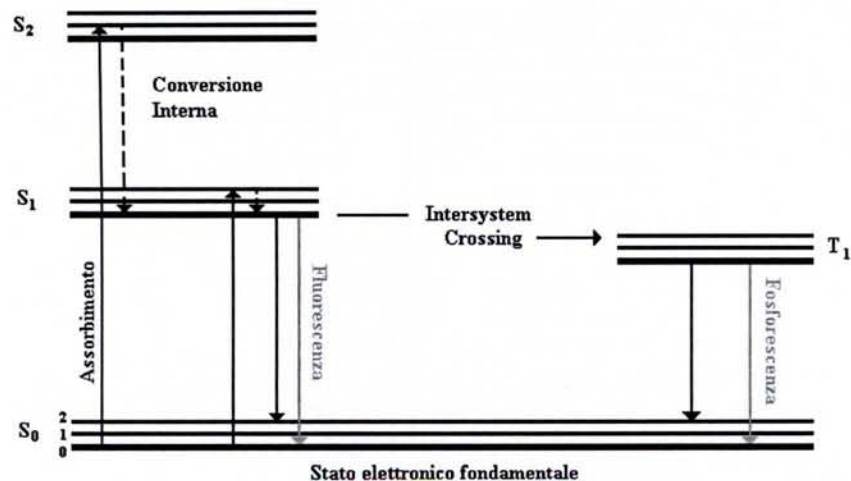 S2
Conversione
Interna
S1
Intersystem
Crossing
T1
Assorbimento
Fluorescenza
Fosforescenza
S0
2
1
0
Stato elettronico fondamentale